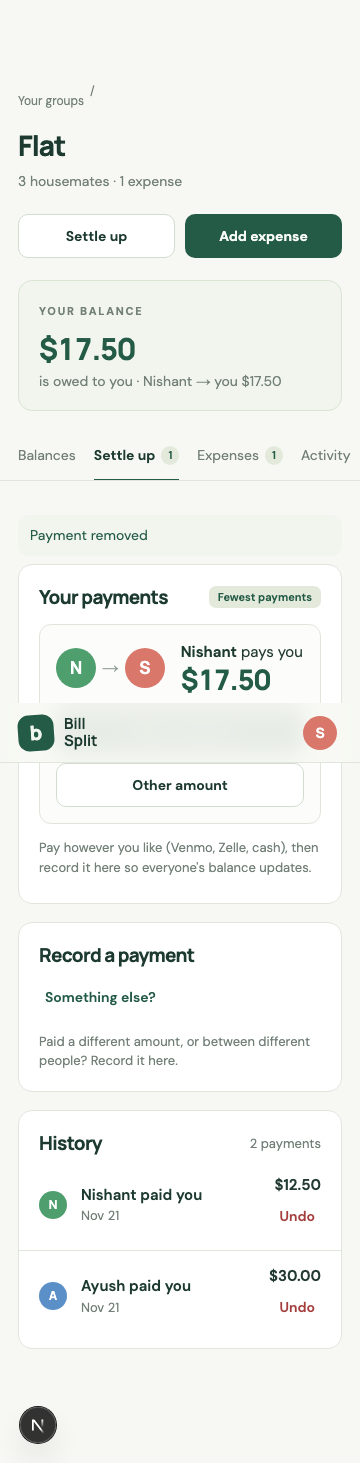 Your groups /
Flat
3 housemates · 1 expense
Settle up
Add expense
YOUR BALANCE
$17.50
is owed to you · Nishant → you $17.50
Balances
Settle up 1
Expenses 1
Activity
Payment removed
Your payments
Fewest payments
N → S
Nishant pays you
$17.50
b
Bill
Split
S
Other amount
Pay however you like (Venmo, Zelle, cash), then
record it here so everyone's balance updates.
Record a payment
Something else?
Paid a different amount, or between different
people? Record it here.
History
2 payments
N
Nishant paid you
Nov 21
$12.50
Undo
A
Ayush paid you
Nov 21
$30.00
Undo
N